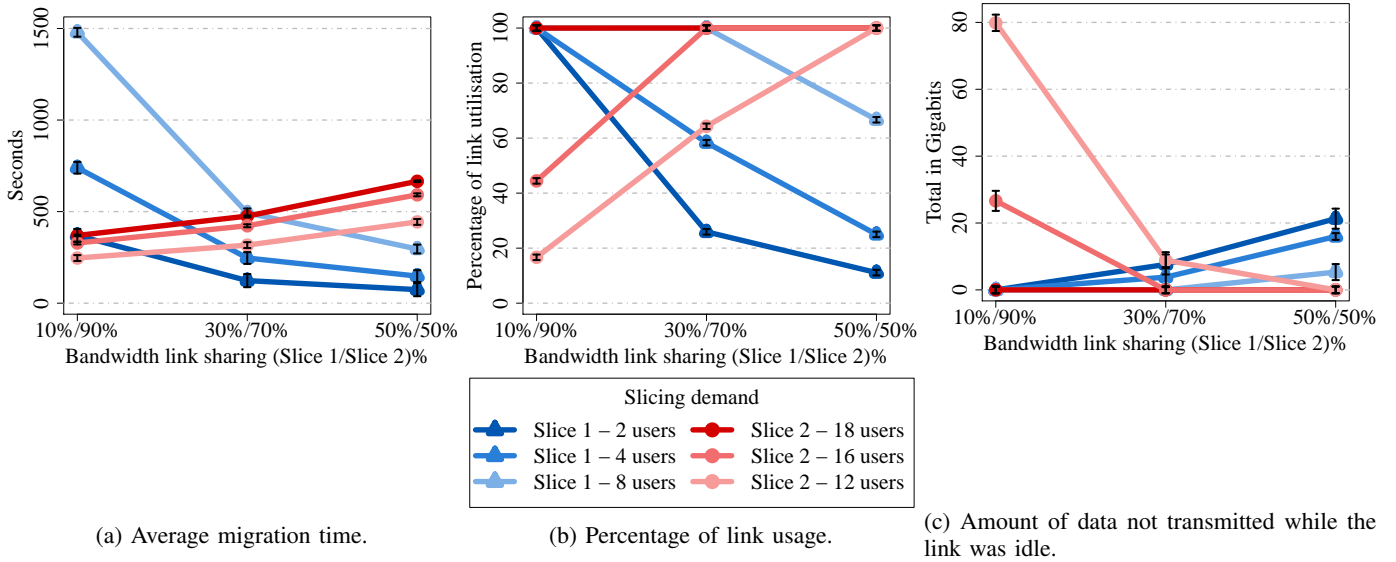 Seconds
1500
1000
500
0
10%/90%
30%/70%
50%\50%
Bandwidth link sharing (Slice 1/Slice 2)%
Percentage of link utilisation
100
80
60
40
20
0
10%/90%
30%/70%
50%\50%
Bandwidth link sharing (Slice 1/Slice 2)%
Total in Gigabits
80
60
40
20
0
10%/90%
30%/70%
50%\50%
Bandwidth link sharing (Slice 1/Slice 2)%
Slicing demand
Slice 1 – 2 users
Slice 1 – 4 users
Slice 1 – 8 users
Slice 2 – 18 users
Slice 2 – 16 users
Slice 2 – 12 users
(a) Average migration time.
(b) Percentage of link usage.
(c) Amount of data not transmitted while the
link was idle.